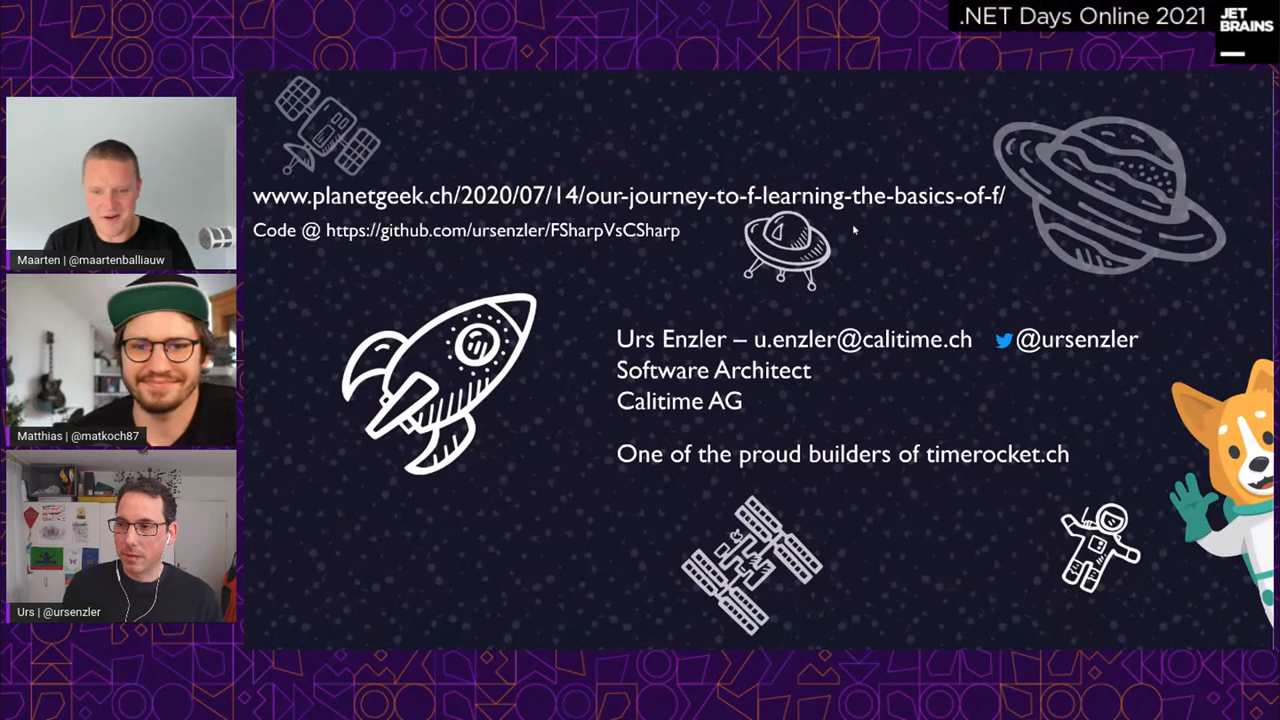 .NET Days Online 2021
JET
BRAINS
www.planetgeek.ch/2020/07/14/our-journey-to-f-learning-the-basics-of-f/
Code @ https://github.com/ursenzler/FSharpVsCSharp
Maarten | @maartenballiauw
Urs Enzler – u.enzler@calitime.ch @ursenzler
Software Architect
Calitime AG
Matthias | @matkoch87
One of the proud builders of timerocket.ch
Urs | @ursenzler